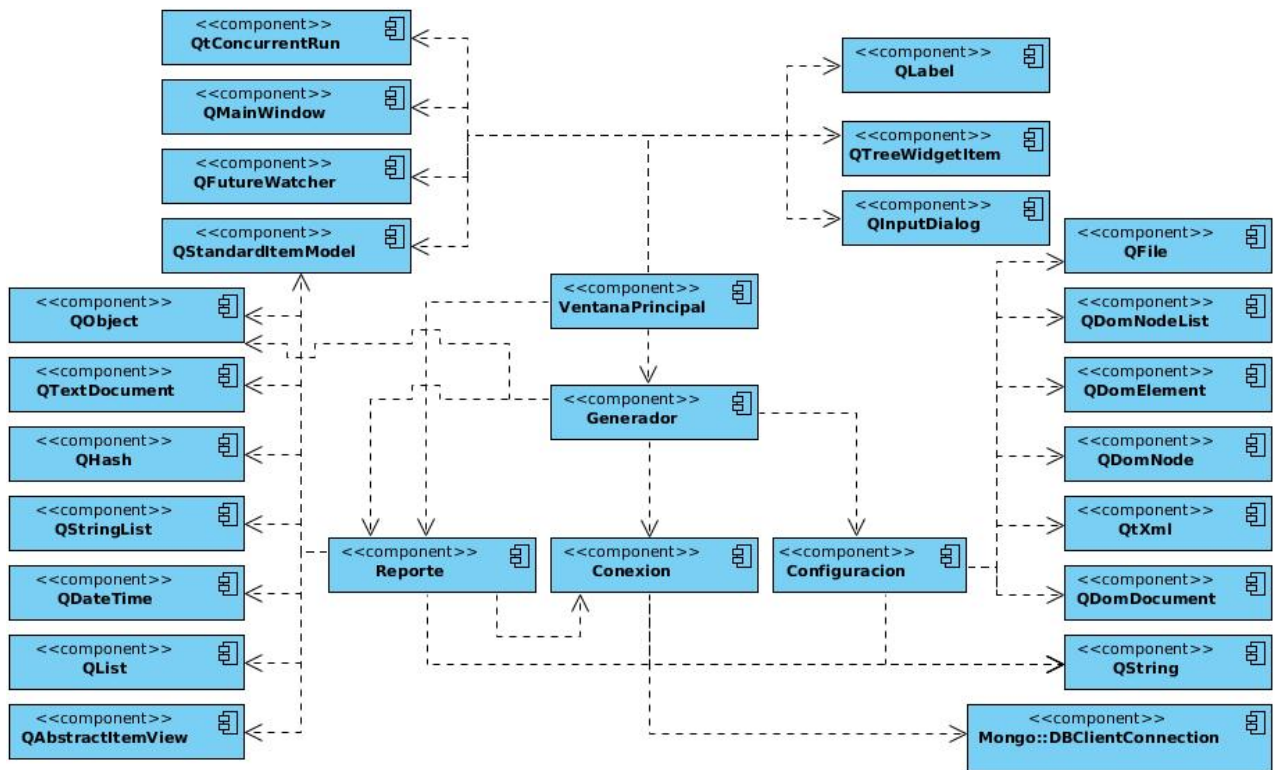 <<component>>
QtConcurrentRun
<<component>>
QMainWindow
<<component>>
QFutureWatcher
<<component>>
QStandardItemModel
<<component>>
QLabel
<<component>>
QTreeWidgetItem
<<component>>
QInputDialog
<<component>>
QObject
<<component>>
QTextDocument
<<component>>
QHash
<<component>>
QStringList
<<component>>
QDateTime
<<component>>
QList
<<component>>
QAbstractItemView
<<component>>
VentanaPrincipal
<<component>>
Generador
<<component>>
Reporte
<<component>>
Conexion
<<component>>
Configuracion
<<component>>
QFile
<<component>>
QDomNodeList
<<component>>
QDomElement
<<component>>
QDomNode
<<component>>
QtXml
<<component>>
QDomDocument
<<component>>
QString
<<component>>
Mongo::DBClientConnection